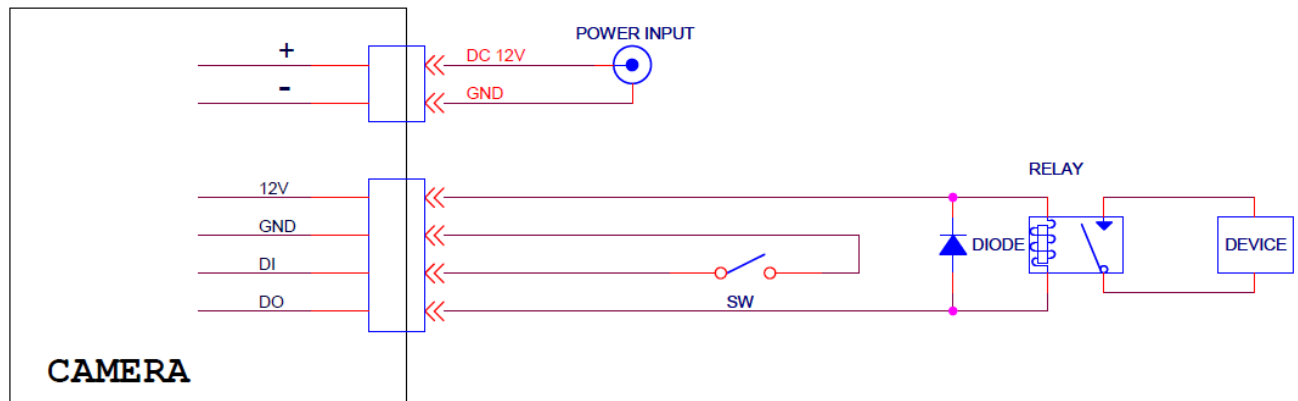 POWER INPUT
+
DC 12V
-
GND
RELAY
12V
GND
DIODE
DEVICE
DI
DO
SW
CAMERA